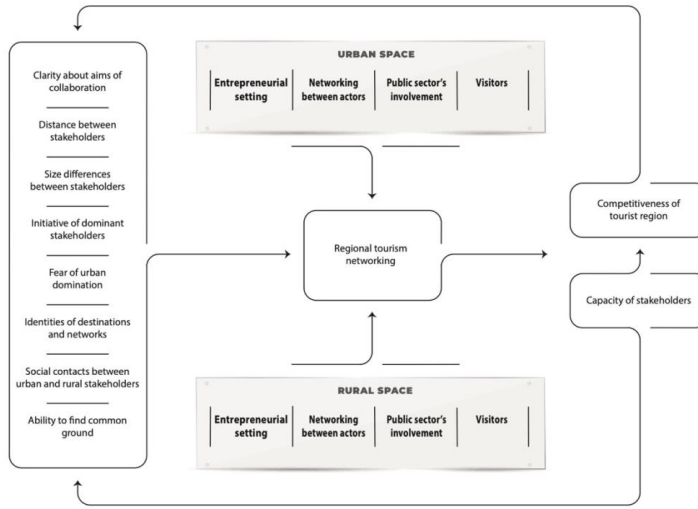 Clarity about aims of
collaboration
Distance between
stakeholders
Size differences
between stakeholders
Initiative of dominant
stakeholders
Fear of urban
domination
Identities of destinations
and networks
Social contacts between
urban and rural stakeholders
Ability to find common
ground
URBAN SPACE
Entrepreneurial
setting
Networking
between actors
Public sector's
involvement
Visitors
Regional tourism
networking
RURAL SPACE
Entrepreneurial
setting
Networking
between actors
Public sector's
involvement
Visitors
Competitiveness of
tourist region
Capacity of stakeholders